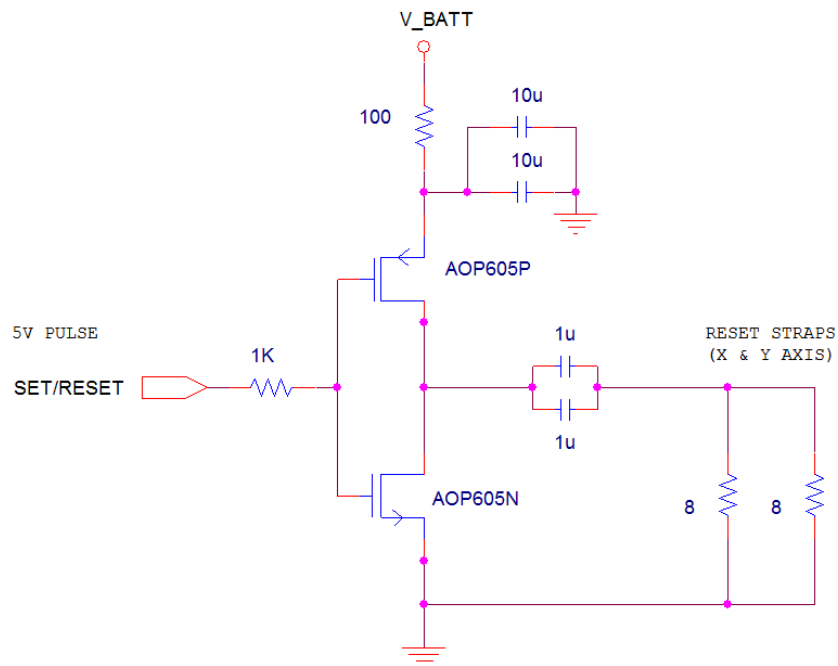 V_BATT
100
10u
10u
AOP605P
5V PULSE
1K
SET/RESET
1u
1u
RESET STRAPS
(X & Y AXIS)
AOP605N
8
8